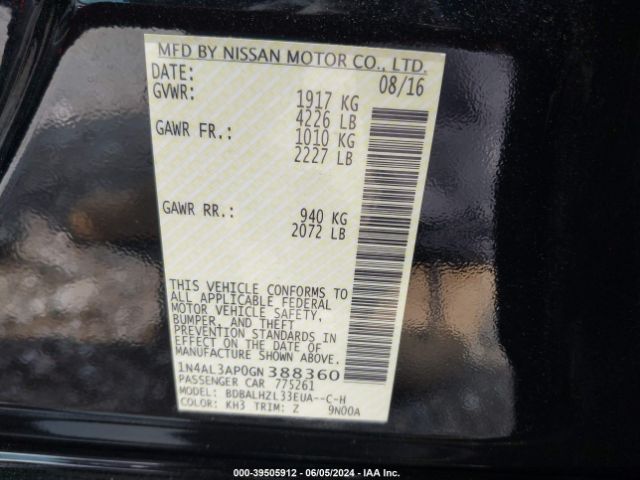 MFD BY NISSAN MOTOR CO., LTD.
DATE: 08/16
GVWR: 1917 KG
4226 LB
GAWR FR.: 1010 KG
2227 LB
GAWR RR.: 940 KG
2072 LB
THIS VEHICLE CONFORMS TO
ALL APPLICABLE FEDERAL
MOTOR VEHICLE SAFETY,
BUMPER, AND THEFT
PREVENTION STANDARDS IN
EFFECT ON THE DATE OF
MANUFACTURE SHOWN ABOVE.
1N4AL3AP0GN388360
PASSENGER CAR 775261
MODEL: BDBALHZL33EUA--C-H
COLOR: KH3 TRIM: Z 9N00A
© - 39505912 - 06/05/2024 - IAA Inc.